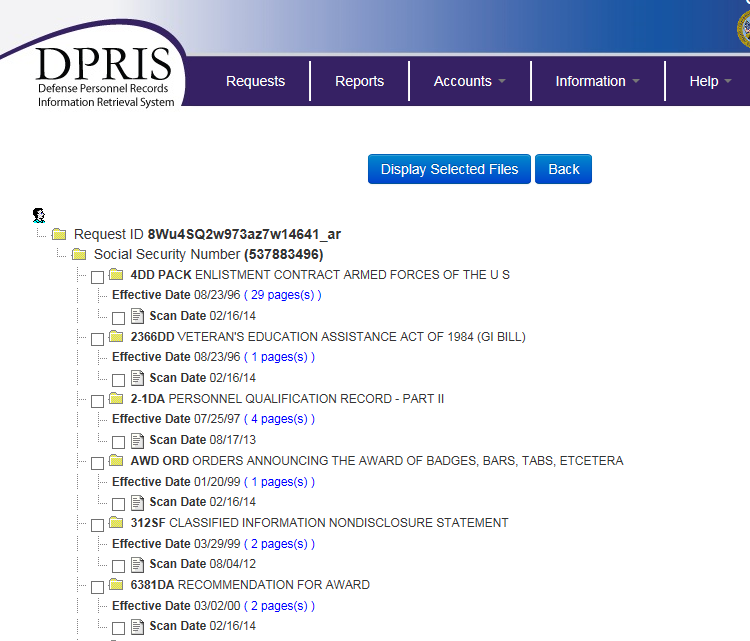 DPRIS
Defense Personnel Records
Information Retrieval System
Requests
Reports
Accounts
Information
Help
Display Selected Files
Back
Request ID 8Wu4SQ2w973az7w14641_ar
Social Security Number (537883496)
4DD PACK ENLISTMENT CONTRACT ARMED FORCES OF THE U S
Effective Date 08/23/96 ( 29 pages(s) )
Scan Date 02/16/14
2366DD VETERAN'S EDUCATION ASSISTANCE ACT OF 1984 (GI BILL)
Effective Date 08/23/96 ( 1 pages(s) )
Scan Date 02/16/14
2-1DA PERSONNEL QUALIFICATION RECORD - PART II
Effective Date 07/25/97 ( 4 pages(s) )
Scan Date 08/17/13
AWD ORD ORDERS ANNOUNCING THE AWARD OF BADGES, BARS, TABS, ETCETERA
Effective Date 01/20/99 ( 1 pages(s) )
Scan Date 02/16/14
312SF CLASSIFIED INFORMATION NONDISCLOSURE STATEMENT
Effective Date 03/29/99 ( 2 pages(s) )
Scan Date 08/04/12
6381DA RECOMMENDATION FOR AWARD
Effective Date 03/02/00 ( 2 pages(s) )
Scan Date 02/16/14